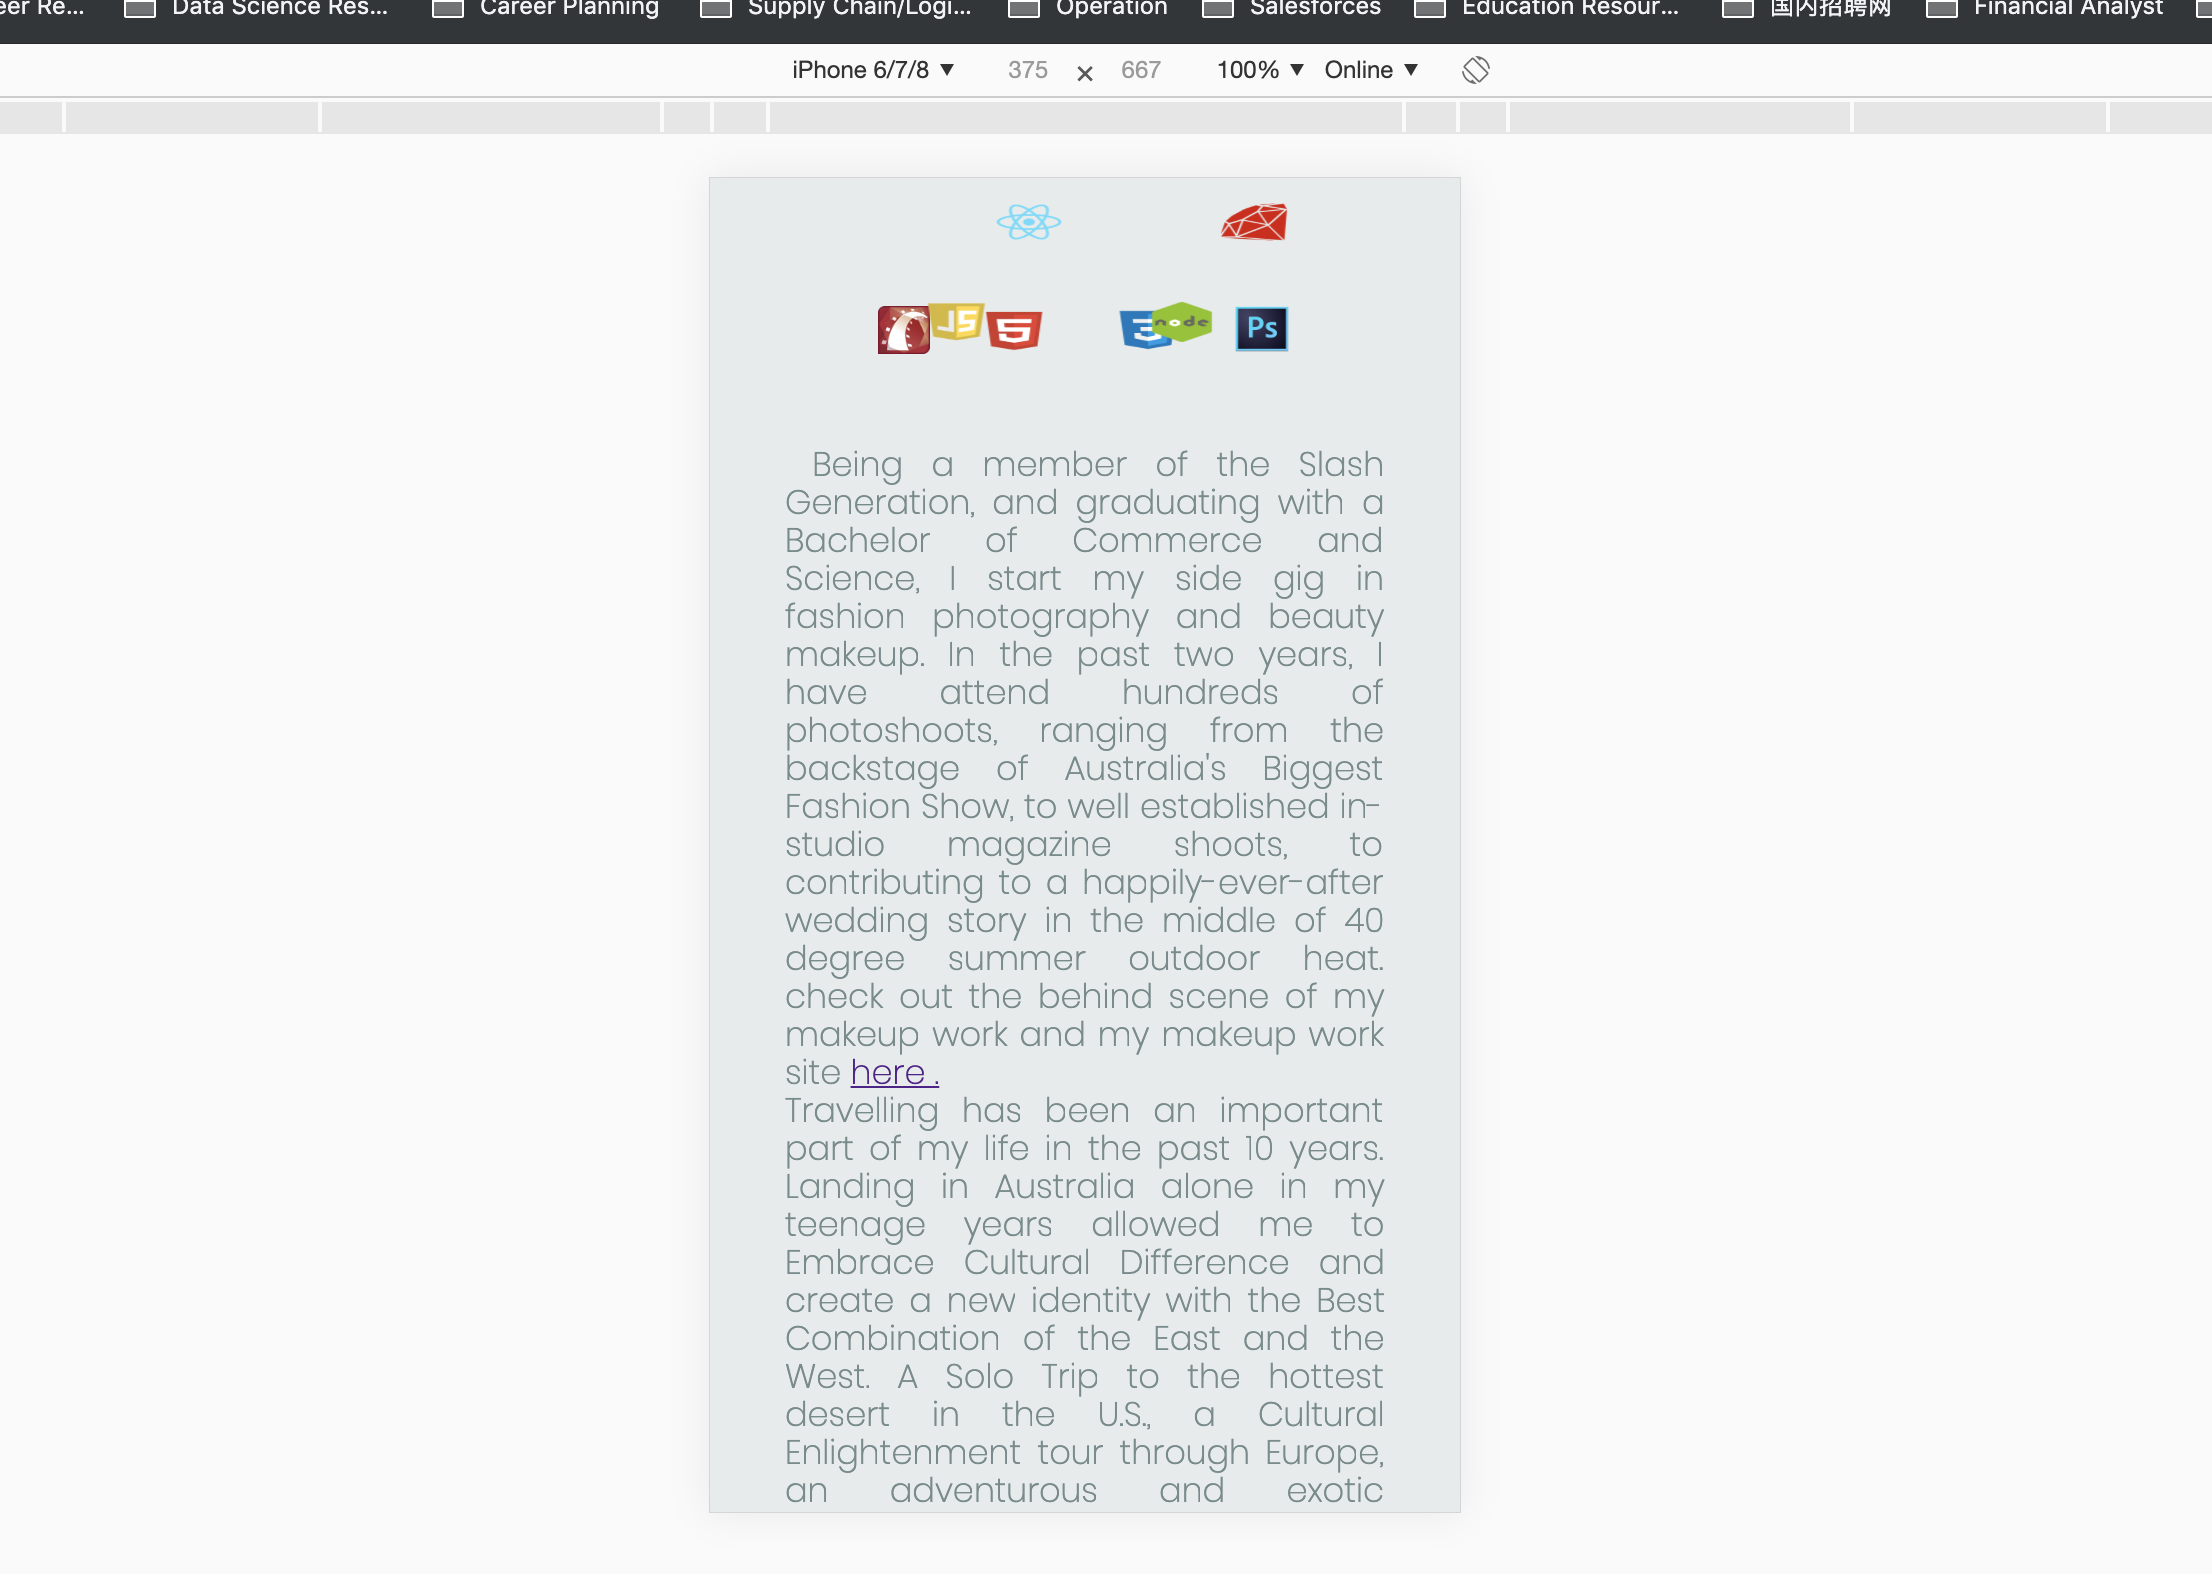 eer Re... Data Science Res... Career Planning Supply Chain/Logi... Operation Salesforces Education Resour... 国内招聘网 Financial Analyst
iPhone 6/7/8 ▼ 375 × 667 100% ▼ Online ▼
JS
node Ps
Being a member of the Slash
Generation, and graduating with a
Bachelor of Commerce and
Science, I start my side gig in
fashion photography and beauty
makeup. In the past two years, I
have attend hundreds of
photoshoots, ranging from the
backstage of Australia's Biggest
Fashion Show, to well established in-
studio magazine shoots, to
contributing to a happily-ever-after
wedding story in the middle of 40
degree summer outdoor heat.
check out the behind scene of my
makeup work and my makeup work
site here .
Travelling has been an important
part of my life in the past 10 years.
Landing in Australia alone in my
teenage years allowed me to
Embrace Cultural Difference and
create a new identity with the Best
Combination of the East and the
West. A Solo Trip to the hottest
desert in the U.S., a Cultural
Enlightenment tour through Europe,
an adventurous and exotic